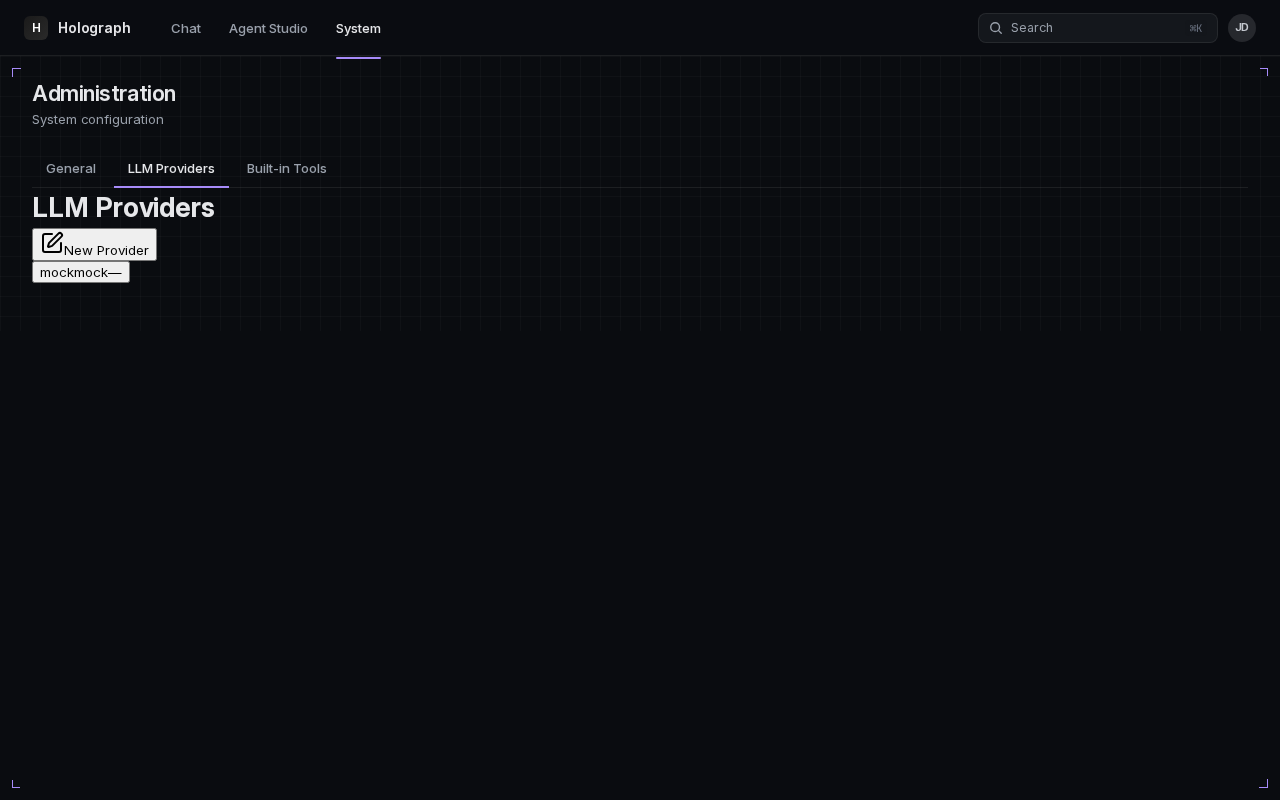 H Holograph Chat Agent Studio System Search ⌘K JD
Administration
System configuration
General LLM Providers Built-in Tools
LLM Providers
New Provider
mockmock—